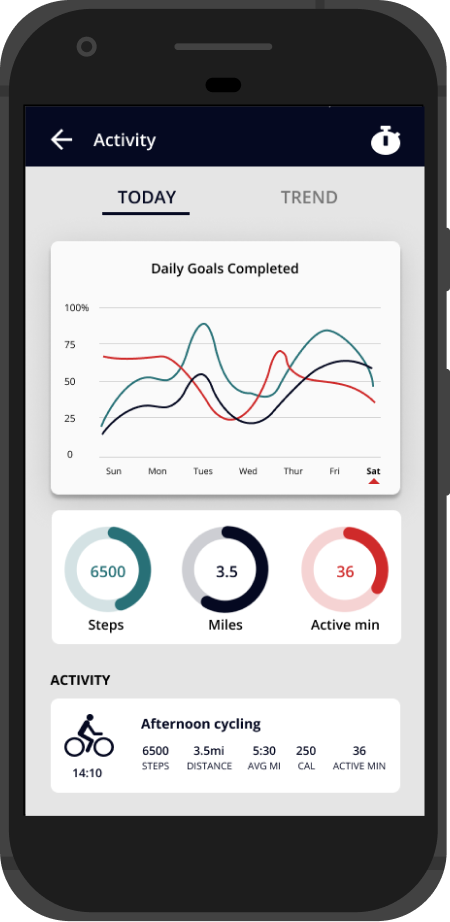 Activity
TODAY TREND
Daily Goals Completed
100%
75
50
25
0
Sun Mon Tues Wed Thur Fri Sat
6500 3.5 36
Steps Miles Active min
ACTIVITY
Afternoon cycling
6500 3.5mi 5:30 250 36
STEPS DISTANCE AVG MI CAL ACTIVE MIN
14:10